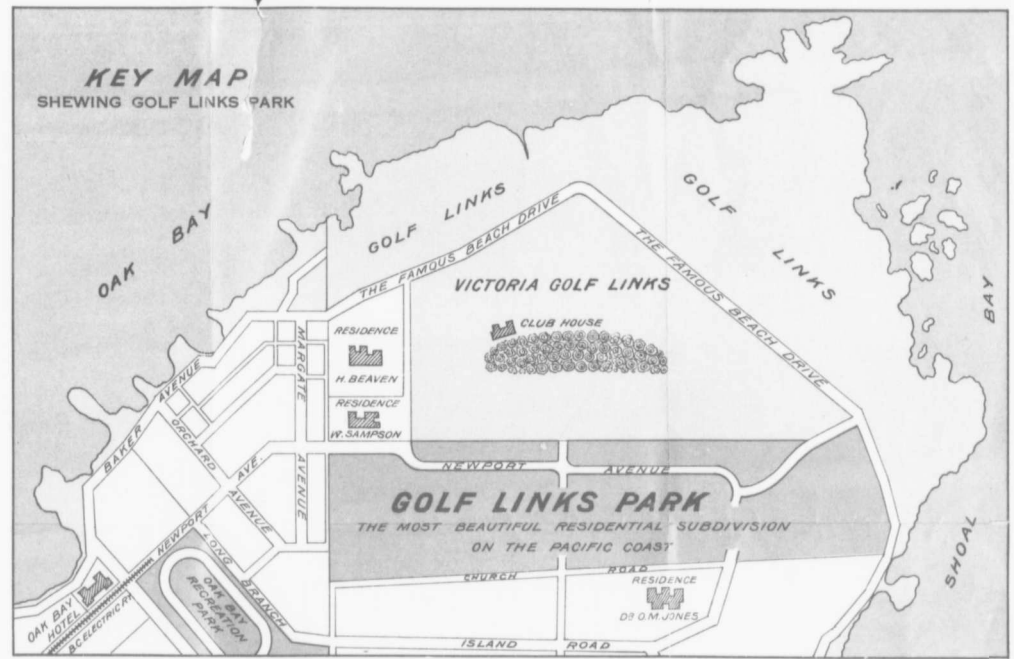 KEY MAP
SHEWING GOLF LINKS PARK
OAK BAY
GOLF LINKS
GOLF LINKS
THE FAMOUS BEACH DRIVE
THE FAMOUS BEACH DRIVE
VICTORIA GOLF LINKS
CLUB HOUSE
RESIDENCE
H. BEAVEN
RESIDENCE
W. SAMPSON
MARGATE AVENUE
BAKER AVENUE
ORCHARD AVENUE
NEWPORT AVE.
NEWPORT AVENUE
GOLF LINKS PARK
THE MOST BEAUTIFUL RESIDENTIAL SUBDIVISION
ON THE PACIFIC COAST
CHURCH ROAD
RESIDENCE
DR O.M. JONES
ISLAND ROAD
LONG BRANCH
OAK BAY
RECREATION
PARK
OAK BAY
HOTEL
B.C. ELECTRIC RY.
SHOAL BAY